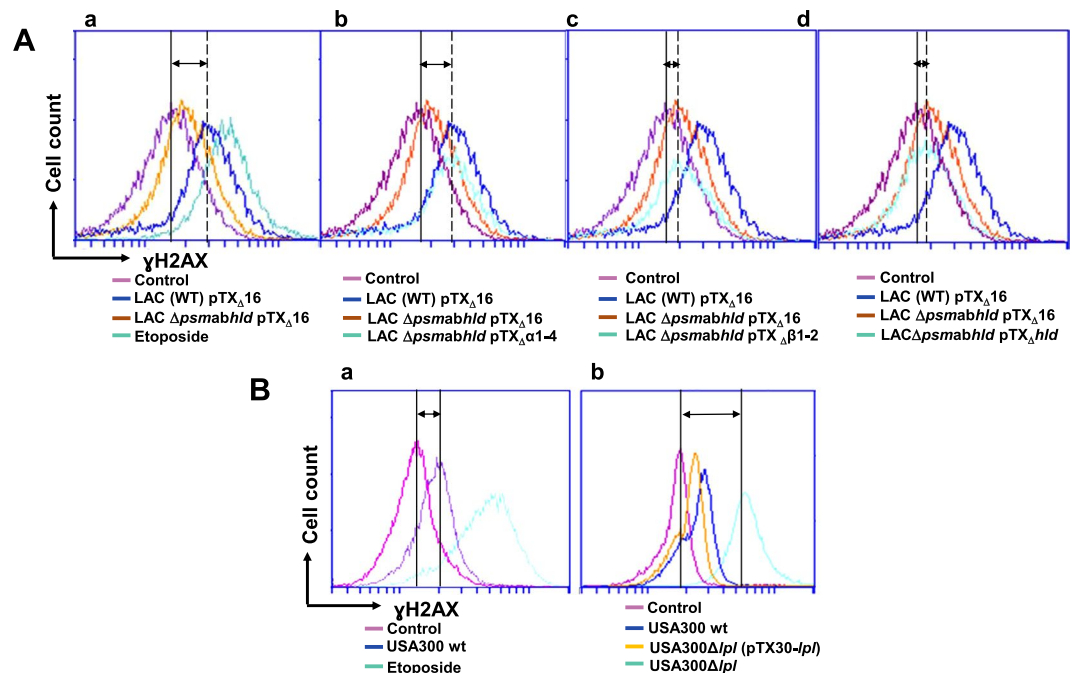 a b c d
A
Cell count
ɣH2AX
Control
LAC (WT) pTXΔ16
LAC Δpsmabhld pTXΔ16
Etoposide
Control
LAC (WT) pTXΔ16
LAC Δpsmabhld pTXΔ16
LAC Δpsmabhld pTXΔα1-4
Control
LAC (WT) pTXΔ16
LAC Δpsmabhld pTXΔ16
LAC Δpsmabhld pTX Δβ1-2
Control
LAC (WT) pTXΔ16
LAC Δpsmabhld pTXΔ16
LACΔpsmabhld pTXΔhld
a b
B
Cell count
ɣH2AX
Control
USA300 wt
Etoposide
Control
USA300 wt
USA300Δlpl (pTX30-lpl)
USA300Δlpl